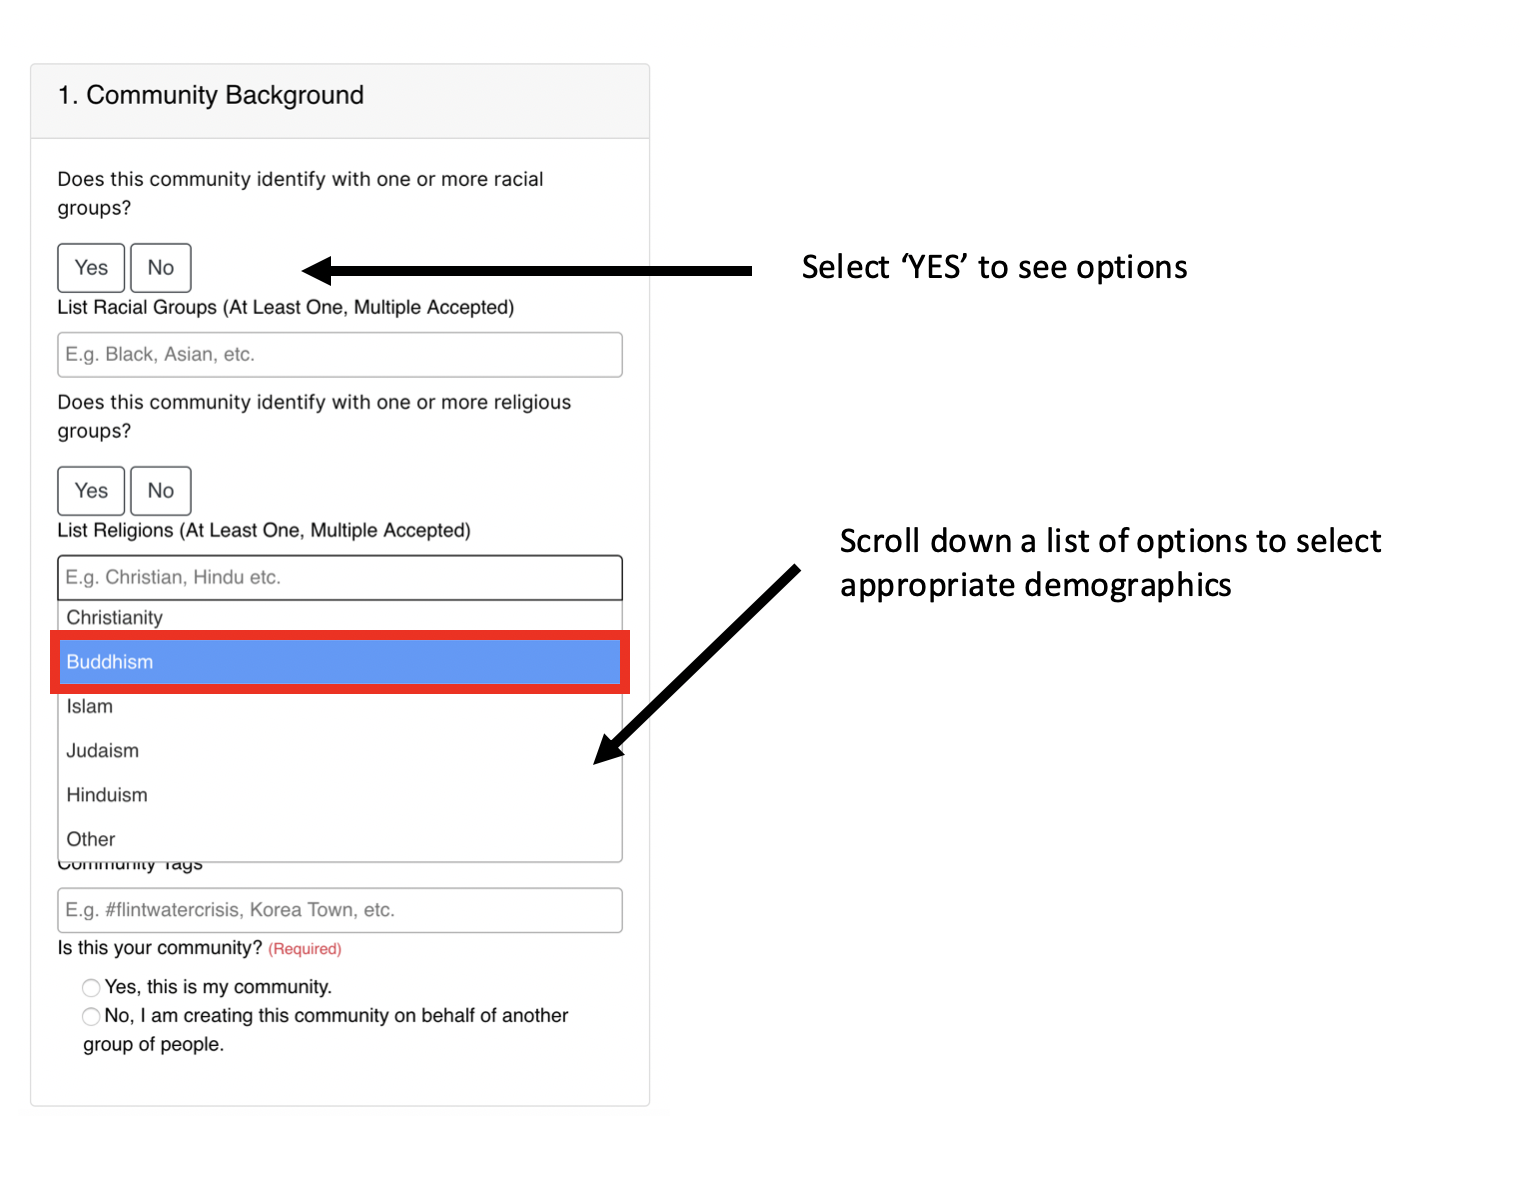 1. Community Background
Does this community identify with one or more racial
groups?
Yes No
Select ‘YES’ to see options
List Racial Groups (At Least One, Multiple Accepted)
E.g. Black, Asian, etc.
Does this community identify with one or more religious
groups?
Yes No
List Religions (At Least One, Multiple Accepted)
Scroll down a list of options to select
appropriate demographics
E.g. Christian, Hindu etc.
Christianity
Buddhism
Islam
Judaism
Hinduism
Other
Community Tags
E.g. #flintwatercrisis, Korea Town, etc.
Is this your community? (Required)
Yes, this is my community.
No, I am creating this community on behalf of another
group of people.